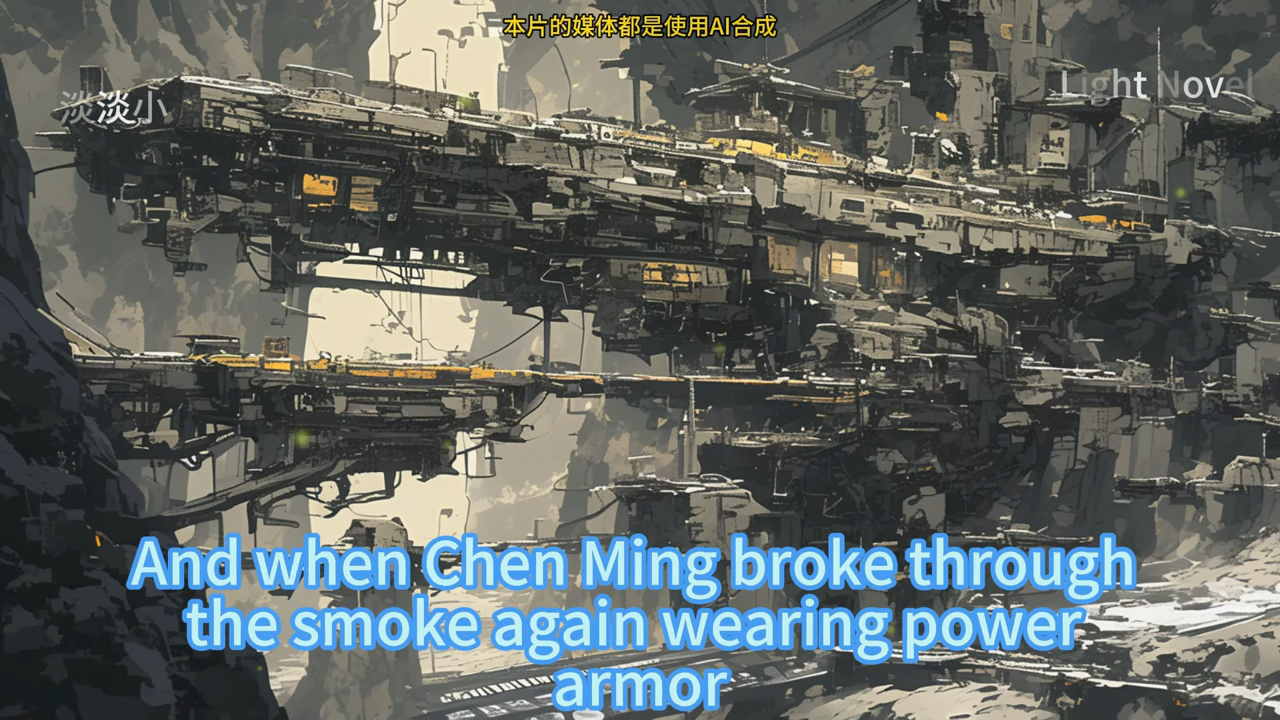 本片的媒体都是使用AI合成
淡淡小
Light Novel
And when Chen Ming broke through
the smoke again wearing power
armor